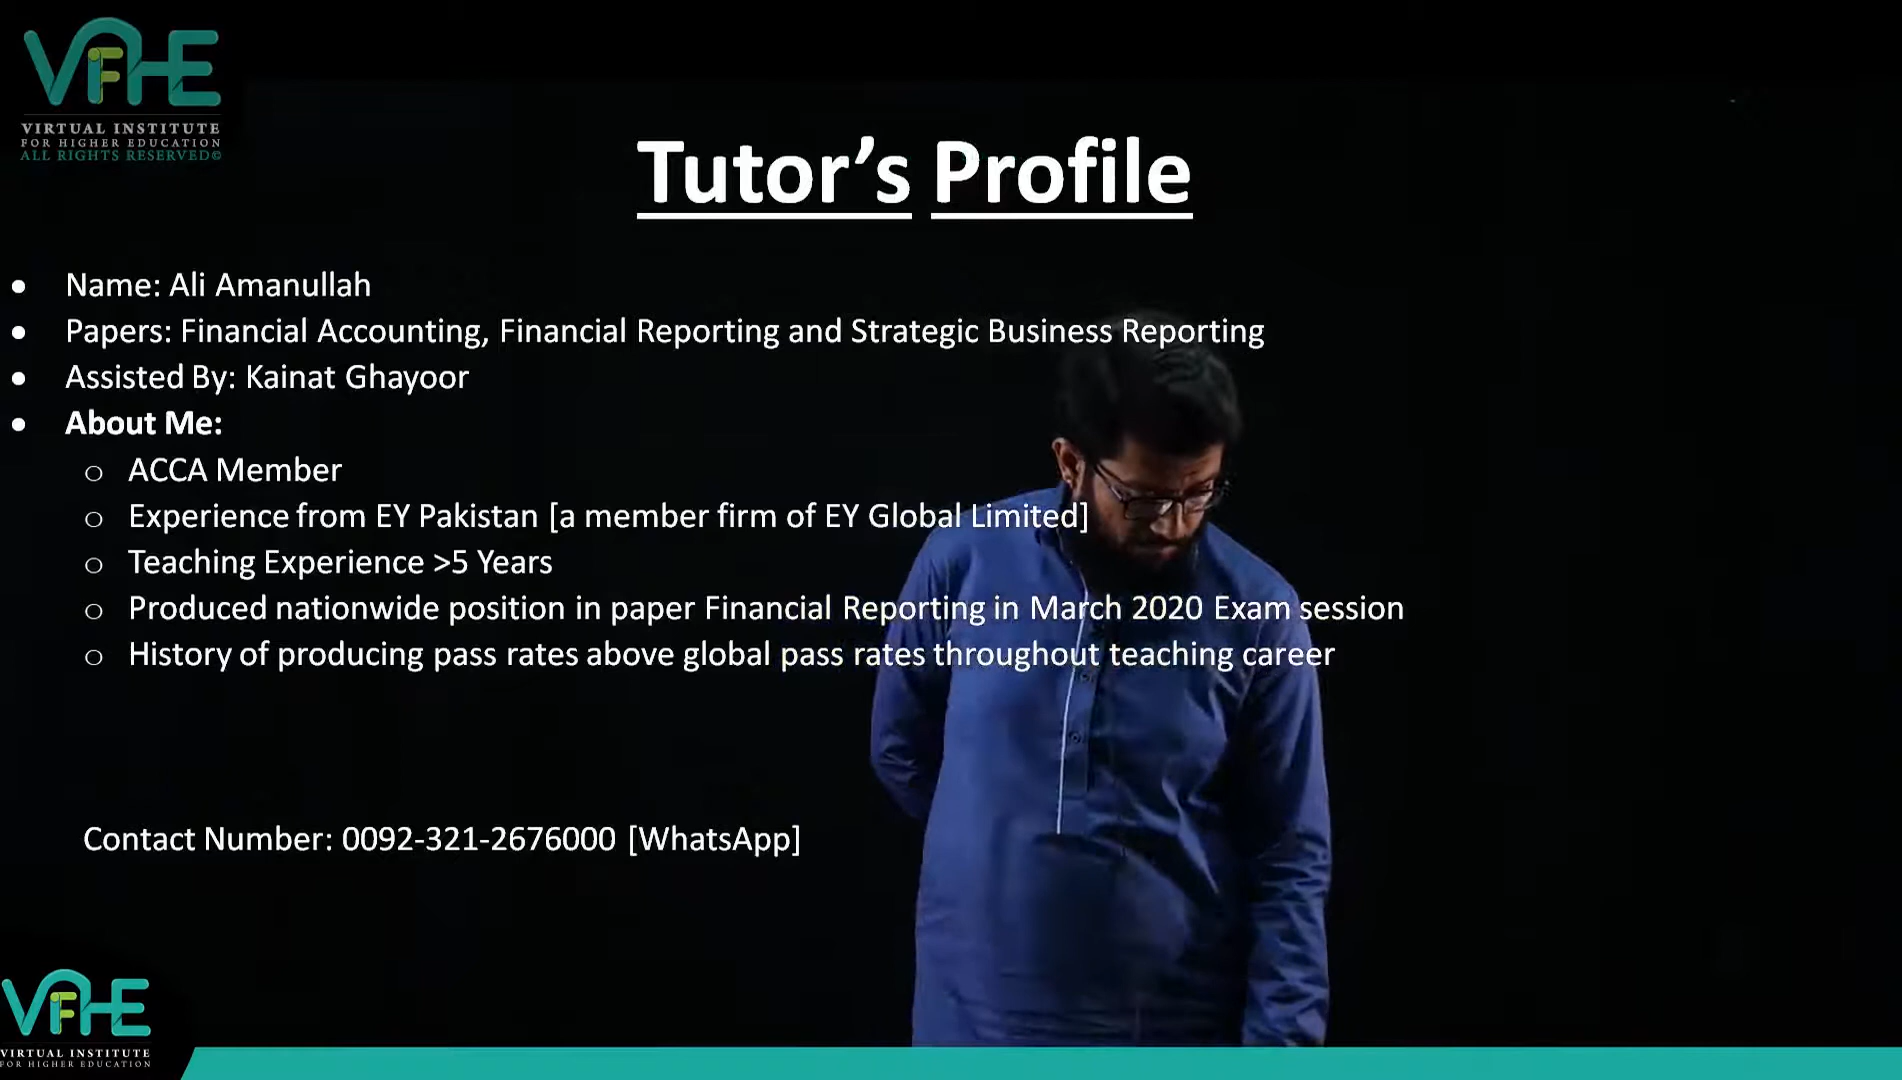 VIFHE
VIRTUAL INSTITUTE
FOR HIGHER EDUCATION
ALL RIGHTS RESERVED©
Tutor’s Profile
• Name: Ali Amanullah
• Papers: Financial Accounting, Financial Reporting and Strategic Business Reporting
• Assisted By: Kainat Ghayoor
• About Me:
o ACCA Member
o Experience from EY Pakistan [a member firm of EY Global Limited]
o Teaching Experience >5 Years
o Produced nationwide position in paper Financial Reporting in March 2020 Exam session
o History of producing pass rates above global pass rates throughout teaching career
Contact Number: 0092-321-2676000 [WhatsApp]
VIFHE
VIRTUAL INSTITUTE
FOR HIGHER EDUCATION